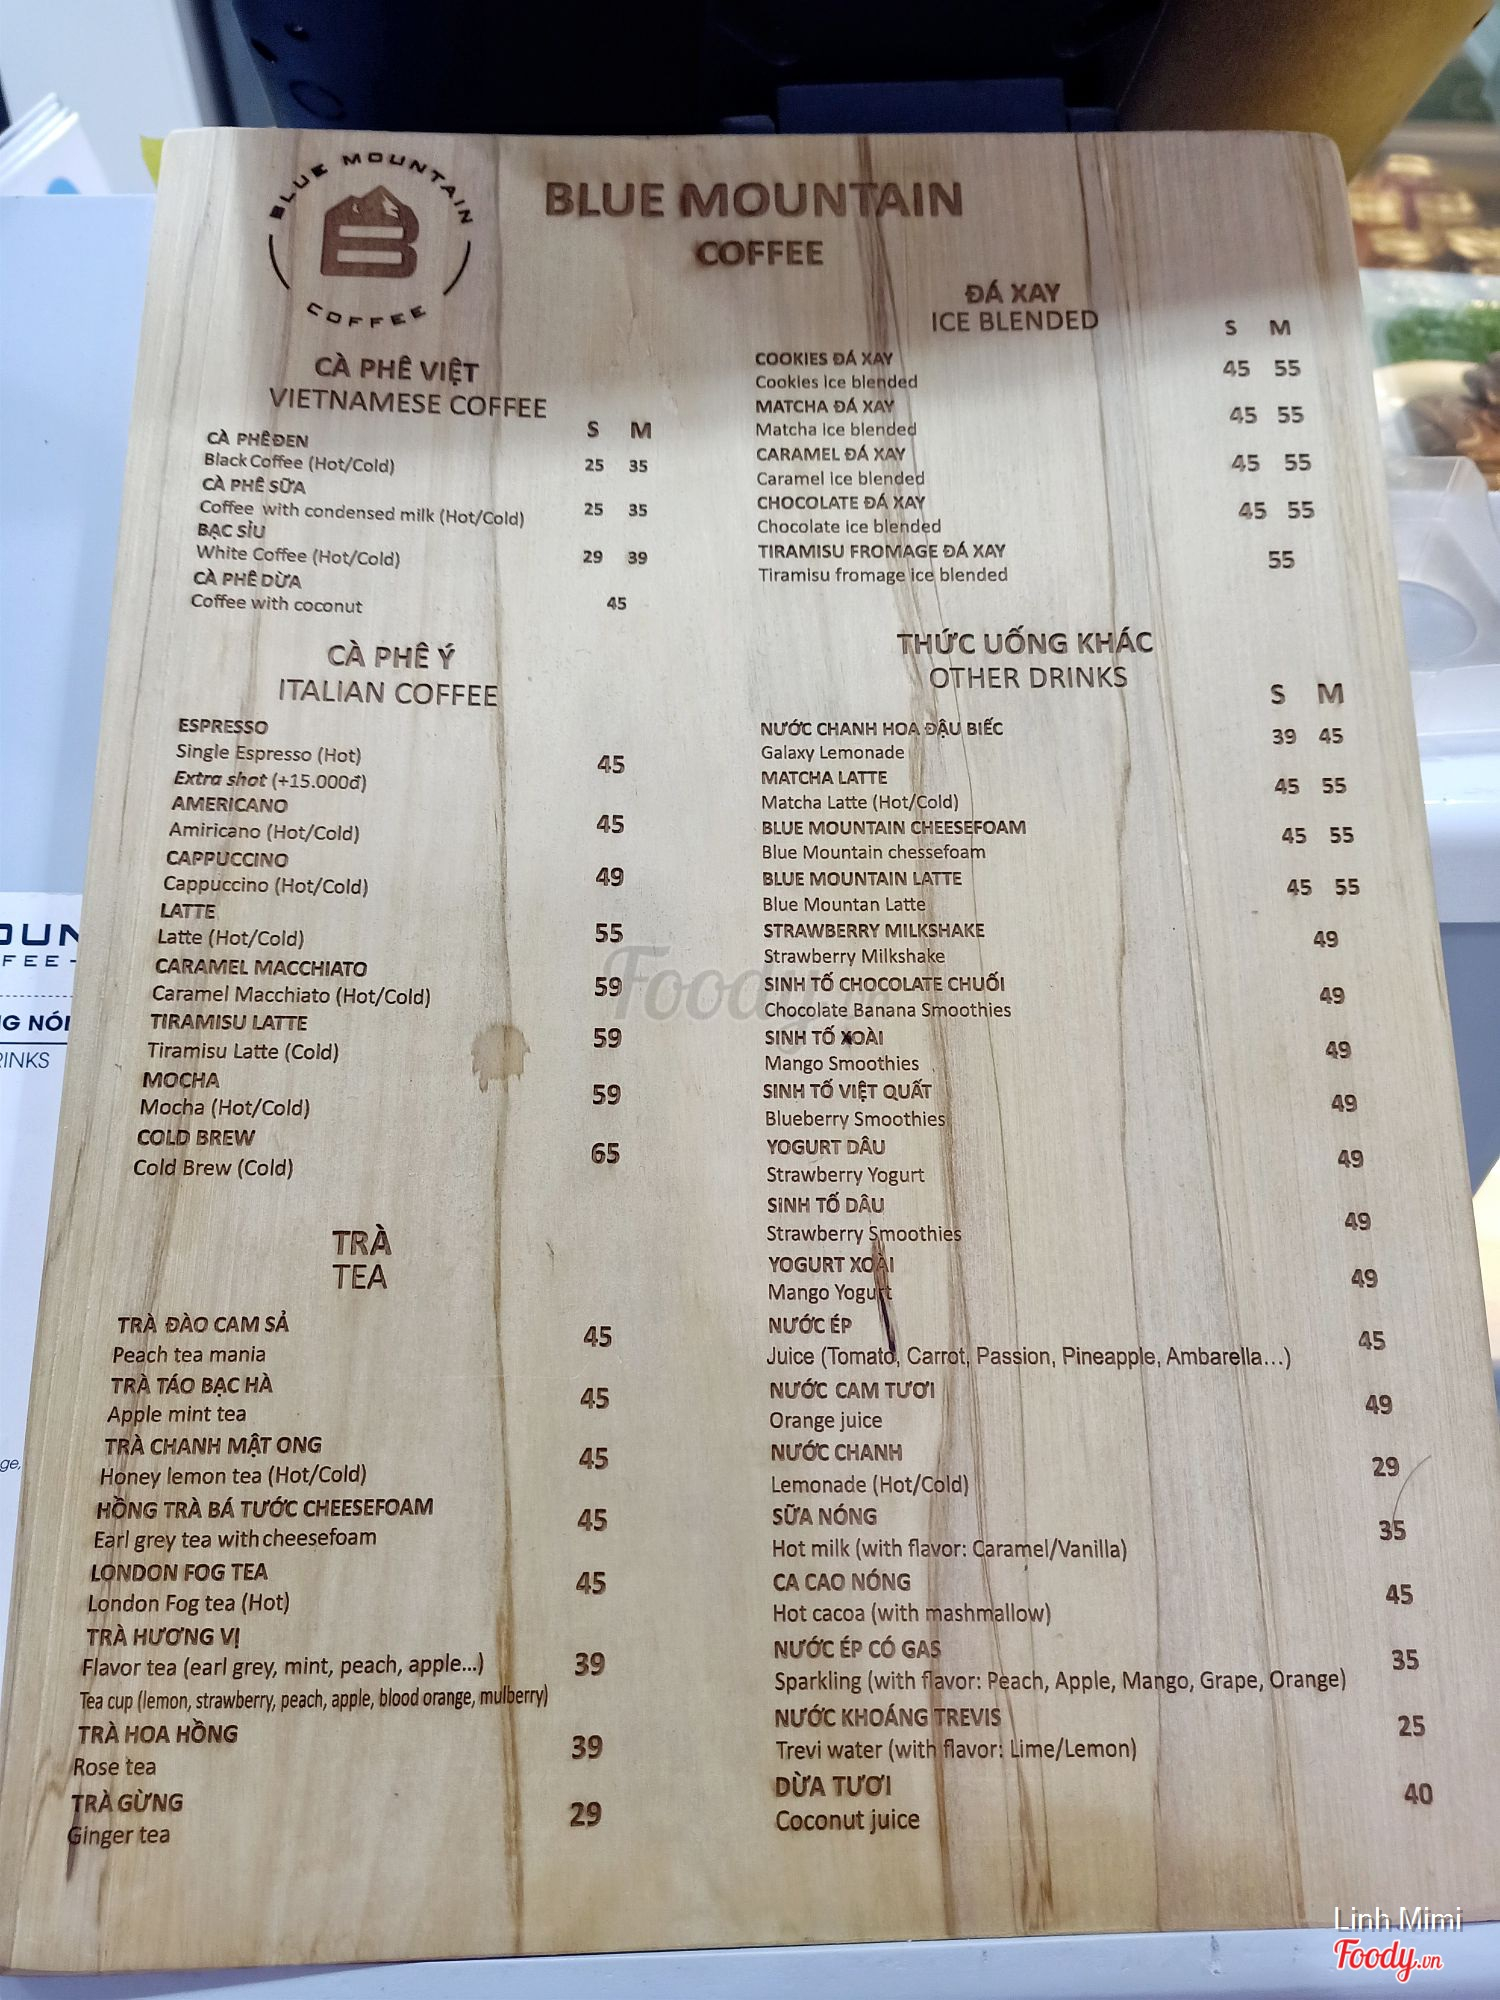 BLUE MOUNTAIN
COFFEE
BLUE MOUNTAIN
COFFEE
CÀ PHÊ VIỆT
VIETNAMESE COFFEE
S M
CÀ PHÊ ĐEN
Black Coffee (Hot/Cold) 25 35
CÀ PHÊ SỮA
Coffee with condensed milk (Hot/Cold) 25 35
BẠC SỈU
White Coffee (Hot/Cold) 29 39
CÀ PHÊ DỪA
Coffee with coconut 45
CÀ PHÊ Ý
ITALIAN COFFEE
ESPRESSO
Single Espresso (Hot) 45
Extra shot (+15.000đ)
AMERICANO
Amiricano (Hot/Cold) 45
CAPPUCCINO
Cappuccino (Hot/Cold) 49
LATTE
Latte (Hot/Cold) 55
CARAMEL MACCHIATO
Caramel Macchiato (Hot/Cold) 59
TIRAMISU LATTE
Tiramisu Latte (Cold) 59
MOCHA
Mocha (Hot/Cold) 59
COLD BREW
Cold Brew (Cold) 65
TRÀ
TEA
TRÀ ĐÀO CAM SẢ
Peach tea mania 45
TRÀ TÁO BẠC HÀ
Apple mint tea 45
TRÀ CHANH MẬT ONG
Honey lemon tea (Hot/Cold) 45
HỒNG TRÀ BÁ TƯỚC CHEESEFOAM
Earl grey tea with cheesefoam 45
LONDON FOG TEA
London Fog tea (Hot) 45
TRÀ HƯƠNG VỊ
Flavor tea (earl grey, mint, peach, apple...) 39
Tea cup (lemon, strawberry, peach, apple, blood orange, mulberry)
TRÀ HOA HỒNG
Rose tea 39
TRÀ GỪNG
Ginger tea 29
ĐÁ XAY
ICE BLENDED
S M
COOKIES ĐÁ XAY
Cookies ice blended 45 55
MATCHA ĐÁ XAY
Matcha ice blended 45 55
CARAMEL ĐÁ XAY
Caramel ice blended 45 55
CHOCOLATE ĐÁ XAY
Chocolate ice blended 45 55
TIRAMISU FROMAGE ĐÁ XAY
Tiramisu fromage ice blended 55
THỨC UỐNG KHÁC
OTHER DRINKS
S M
NƯỚC CHANH HOA ĐẬU BIẾC
Galaxy Lemonade 39 45
MATCHA LATTE
Matcha Latte (Hot/Cold) 45 55
BLUE MOUNTAIN CHEESEFOAM
Blue Mountain chessefoam 45 55
BLUE MOUNTAIN LATTE
Blue Mountan Latte 45 55
STRAWBERRY MILKSHAKE
Strawberry Milkshake 49
SINH TỐ CHOCOLATE CHUỐI
Chocolate Banana Smoothies 49
SINH TỐ XOÀI
Mango Smoothies 49
SINH TỐ VIỆT QUẤT
Blueberry Smoothies 49
YOGURT DÂU
Strawberry Yogurt 49
SINH TỐ DÂU
Strawberry Smoothies 49
YOGURT XOÀI
Mango Yogurt 49
NƯỚC ÉP
Juice (Tomato, Carrot, Passion, Pineapple, Ambarella...) 45
NƯỚC CAM TƯƠI
Orange juice 49
NƯỚC CHANH
Lemonade (Hot/Cold) 29
SỮA NÓNG
Hot milk (with flavor: Caramel/Vanilla) 35
CA CAO NÓNG
Hot cacoa (with mashmallow) 45
NƯỚC ÉP CÓ GAS
Sparkling (with flavor: Peach, Apple, Mango, Grape, Orange) 35
NƯỚC KHOÁNG TREVIS
Trevi water (with flavor: Lime/Lemon) 25
DỪA TƯƠI
Coconut juice 40
Foody
Linh Mimi
Foody.vn